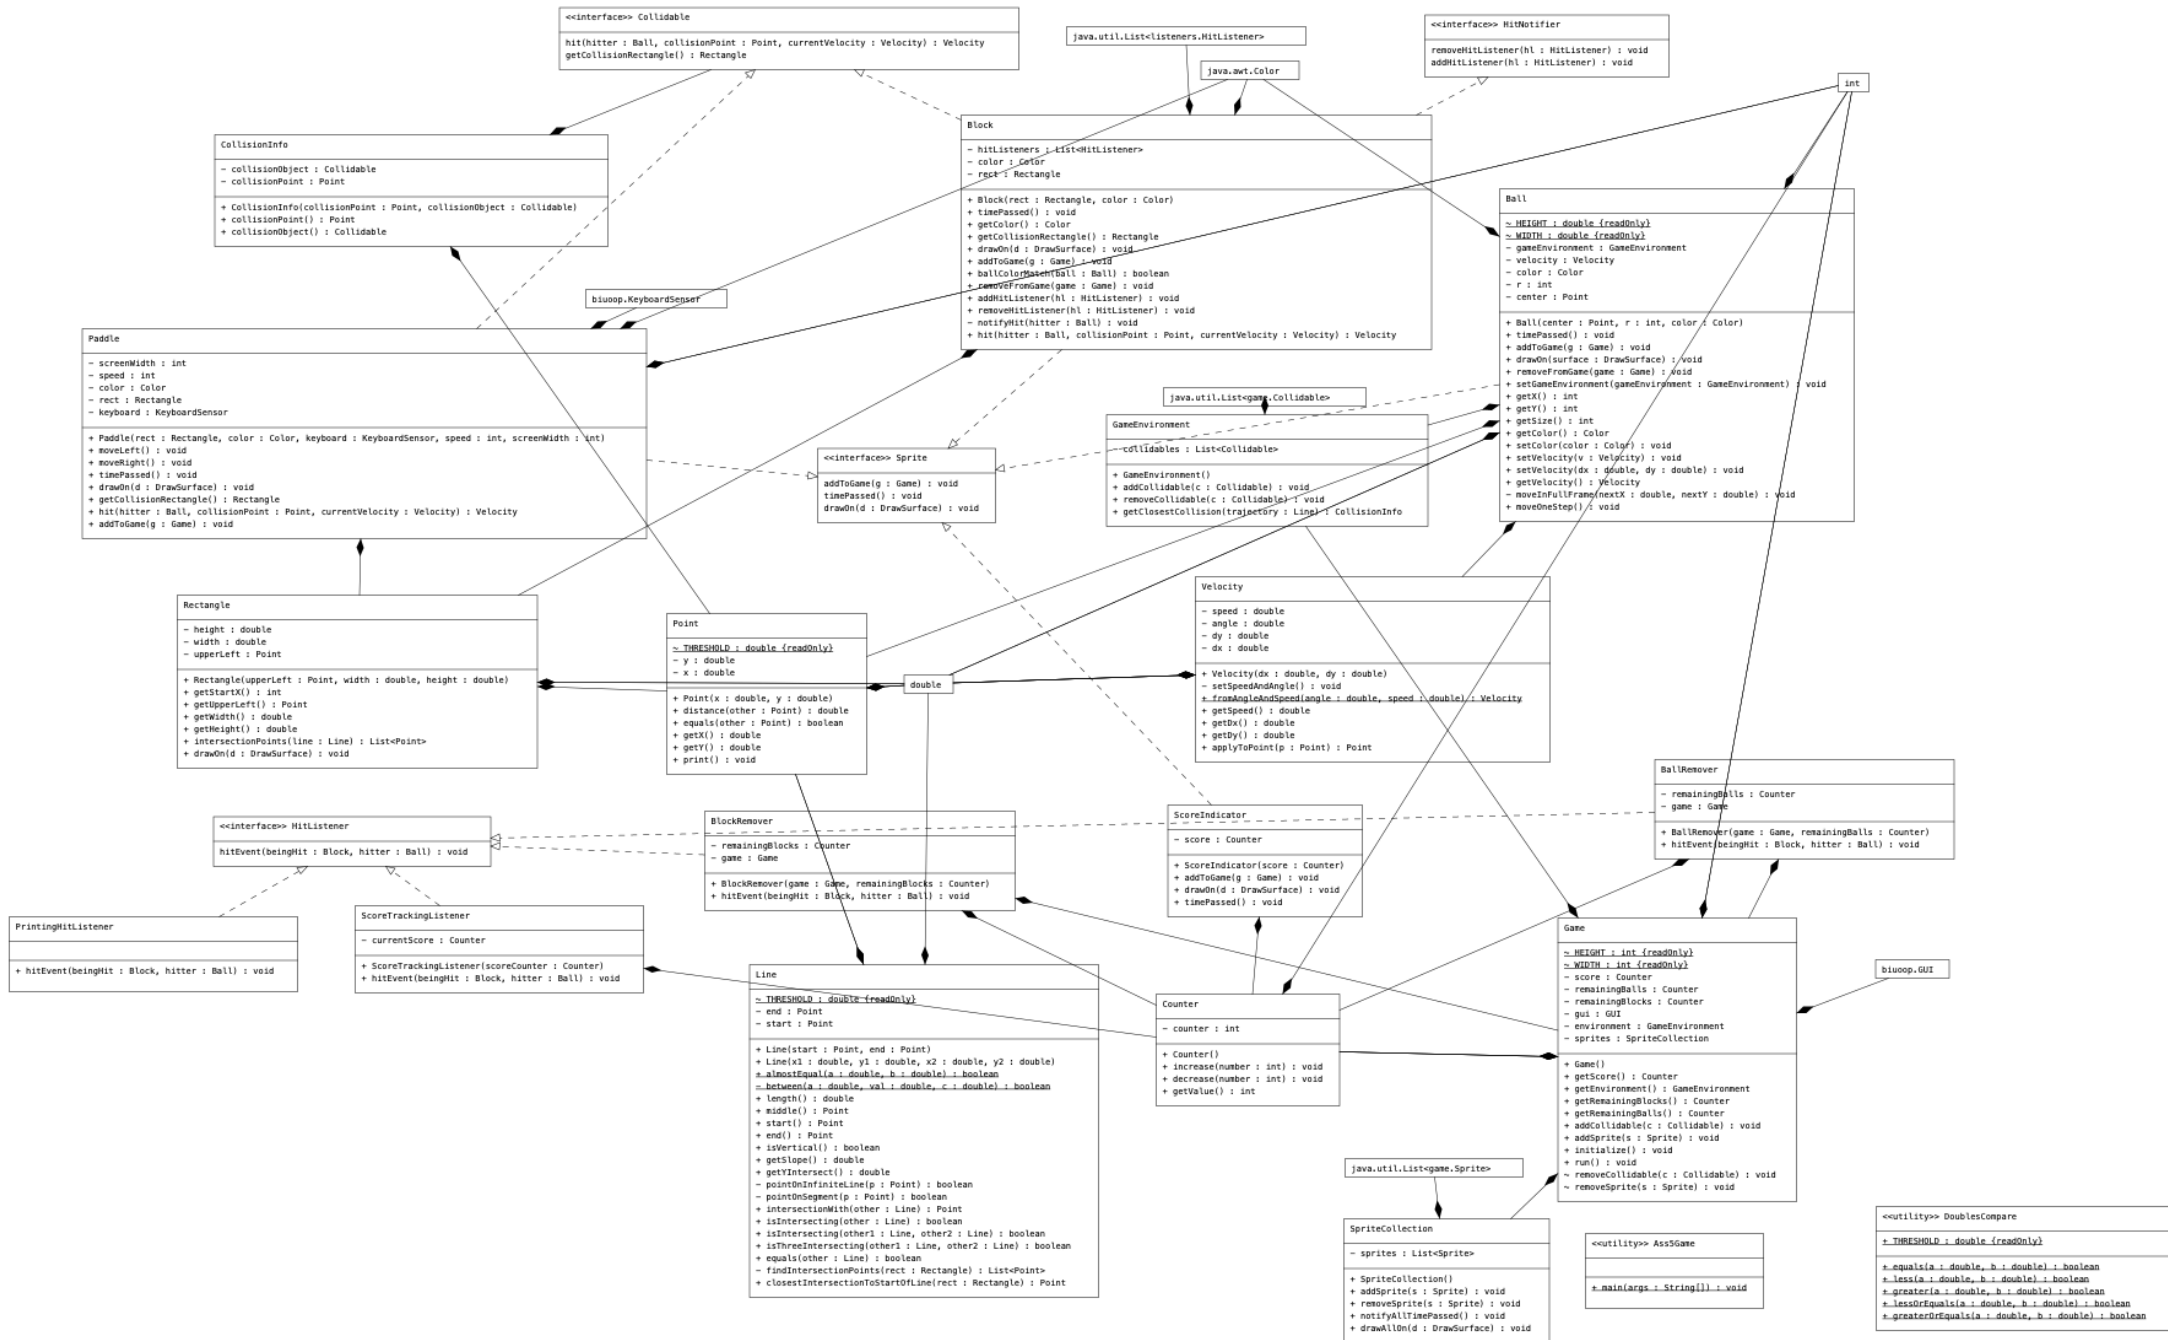 <<interface>> Collidable
hit(hitter : Ball, collisionPoint : Point, currentVelocity : Velocity) : Velocity
getCollisionRectangle() : Rectangle
java.util.List<listeners.HitListener>
java.awt.Color
<<interface>> HitNotifier
removeHitListener(hl : HitListener) : void
addHitListener(hl : HitListener) : void
int
CollisionInfo
− collisionObject : Collidable
− collisionPoint : Point
+ CollisionInfo(collisionPoint : Point, collisionObject : Collidable)
+ collisionPoint() : Point
+ collisionObject() : Collidable
Block
− hitListeners : List<HitListener>
− color : Color
− rect : Rectangle
+ Block(rect : Rectangle, color : Color)
+ timePassed() : void
+ getColor() : Color
+ getCollisionRectangle() : Rectangle
+ drawOn(d : DrawSurface) : void
+ addToGame(g : Game) : void
+ ballColorMatch(ball : Ball) : boolean
+ removeFromGame(game : Game) : void
+ addHitListener(hl : HitListener) : void
+ removeHitListener(hl : HitListener) : void
− notifyHit(hitter : Ball) : void
+ hit(hitter : Ball, collisionPoint : Point, currentVelocity : Velocity) : Velocity
Ball
~ HEIGHT : double {readOnly}
~ WIDTH : double {readOnly}
− gameEnvironment : GameEnvironment
− velocity : Velocity
− color : Color
− r : int
− center : Point
+ Ball(center : Point, r : int, color : Color)
+ timePassed() : void
+ addToGame(g : Game) : void
+ drawOn(surface : DrawSurface) : void
+ removeFromGame(game : Game) : void
+ setGameEnvironment(gameEnvironment : GameEnvironment) : void
+ getX() : int
+ getY() : int
+ getSize() : int
+ getColor() : Color
+ setColor(color : Color) : void
+ setVelocity(v : Velocity) : void
+ setVelocity(dx : double, dy : double) : void
+ getVelocity() : Velocity
− moveInFullFrame(nextX : double, nextY : double) : void
+ moveOneStep() : void
biuoop.KeyboardSensor
Paddle
− screenWidth : int
− speed : int
− color : Color
− rect : Rectangle
− keyboard : KeyboardSensor
+ Paddle(rect : Rectangle, color : Color, keyboard : KeyboardSensor, speed : int, screenWidth : int)
+ moveLeft() : void
+ moveRight() : void
+ timePassed() : void
+ drawOn(d : DrawSurface) : void
+ getCollisionRectangle() : Rectangle
+ hit(hitter : Ball, collisionPoint : Point, currentVelocity : Velocity) : Velocity
+ addToGame(g : Game) : void
java.util.List<game.Collidable>
GameEnvironment
− collidables : List<Collidable>
+ GameEnvironment()
+ addCollidable(c : Collidable) : void
+ removeCollidable(c : Collidable) : void
+ getClosestCollision(trajectory : Line) : CollisionInfo
<<interface>> Sprite
addToGame(g : Game) : void
timePassed() : void
drawOn(d : DrawSurface) : void
Rectangle
− height : double
− width : double
− upperLeft : Point
+ Rectangle(upperLeft : Point, width : double, height : double)
+ getStartX() : int
+ getUpperLeft() : Point
+ getWidth() : double
+ getHeight() : double
+ intersectionPoints(line : Line) : List<Point>
+ drawOn(d : DrawSurface) : void
Point
~ THRESHOLD : double {readOnly}
− y : double
− x : double
+ Point(x : double, y : double)
+ distance(other : Point) : double
+ equals(other : Point) : boolean
+ getX() : double
+ getY() : double
+ print() : void
double
Velocity
− speed : double
− angle : double
− dy : double
− dx : double
+ Velocity(dx : double, dy : double)
− setSpeedAndAngle() : void
+ fromAngleAndSpeed(angle : double, speed : double) : Velocity
+ getSpeed() : double
+ getDx() : double
+ getDy() : double
+ applyToPoint(p : Point) : Point
BallRemover
− remainingBalls : Counter
− game : Game
+ BallRemover(game : Game, remainingBalls : Counter)
+ hitEvent(beingHit : Block, hitter : Ball) : void
<<interface>> HitListener
hitEvent(beingHit : Block, hitter : Ball) : void
BlockRemover
− remainingBlocks : Counter
− game : Game
+ BlockRemover(game : Game, remainingBlocks : Counter)
+ hitEvent(beingHit : Block, hitter : Ball) : void
ScoreIndicator
− score : Counter
+ ScoreIndicator(score : Counter)
+ addToGame(g : Game) : void
+ drawOn(d : DrawSurface) : void
+ timePassed() : void
PrintingHitListener
+ hitEvent(beingHit : Block, hitter : Ball) : void
ScoreTrackingListener
− currentScore : Counter
+ ScoreTrackingListener(scoreCounter : Counter)
+ hitEvent(beingHit : Block, hitter : Ball) : void
Line
~ THRESHOLD : double {readOnly}
− end : Point
− start : Point
+ Line(start : Point, end : Point)
+ Line(x1 : double, y1 : double, x2 : double, y2 : double)
+ almostEqual(a : double, b : double) : boolean
− between(a : double, val : double, c : double) : boolean
+ length() : double
+ middle() : Point
+ start() : Point
+ end() : Point
+ isVertical() : boolean
+ getSlope() : double
+ getYIntersect() : double
− pointOnInfiniteLine(p : Point) : boolean
− pointOnSegment(p : Point) : boolean
+ intersectionWith(other : Line) : Point
+ isIntersecting(other : Line) : boolean
+ isIntersecting(other1 : Line, other2 : Line) : boolean
+ isThreeIntersecting(other1 : Line, other2 : Line) : boolean
+ equals(other : Line) : boolean
− findIntersectionPoints(rect : Rectangle) : List<Point>
+ closestIntersectionToStartOfLine(rect : Rectangle) : Point
Counter
− counter : int
+ Counter()
+ increase(number : int) : void
+ decrease(number : int) : void
+ getValue() : int
Game
~ HEIGHT : int {readOnly}
~ WIDTH : int {readOnly}
− score : Counter
− remainingBalls : Counter
− remainingBlocks : Counter
− gui : GUI
− environment : GameEnvironment
− sprites : SpriteCollection
+ Game()
+ getScore() : Counter
+ getEnvironment() : GameEnvironment
+ getRemainingBlocks() : Counter
+ getRemainingBalls() : Counter
+ addCollidable(c : Collidable) : void
+ addSprite(s : Sprite) : void
+ initialize() : void
+ run() : void
~ removeCollidable(c : Collidable) : void
~ removeSprite(s : Sprite) : void
biuoop.GUI
java.util.List<game.Sprite>
SpriteCollection
− sprites : List<Sprite>
+ SpriteCollection()
+ addSprite(s : Sprite) : void
+ removeSprite(s : Sprite) : void
+ notifyAllTimePassed() : void
+ drawAllOn(d : DrawSurface) : void
<<utility>> Ass5Game
+ main(args : String[]) : void
<<utility>> DoublesCompare
+ THRESHOLD : double {readOnly}
+ equals(a : double, b : double) : boolean
+ less(a : double, b : double) : boolean
+ greater(a : double, b : double) : boolean
+ lessOrEquals(a : double, b : double) : boolean
+ greaterOrEquals(a : double, b : double) : boolean